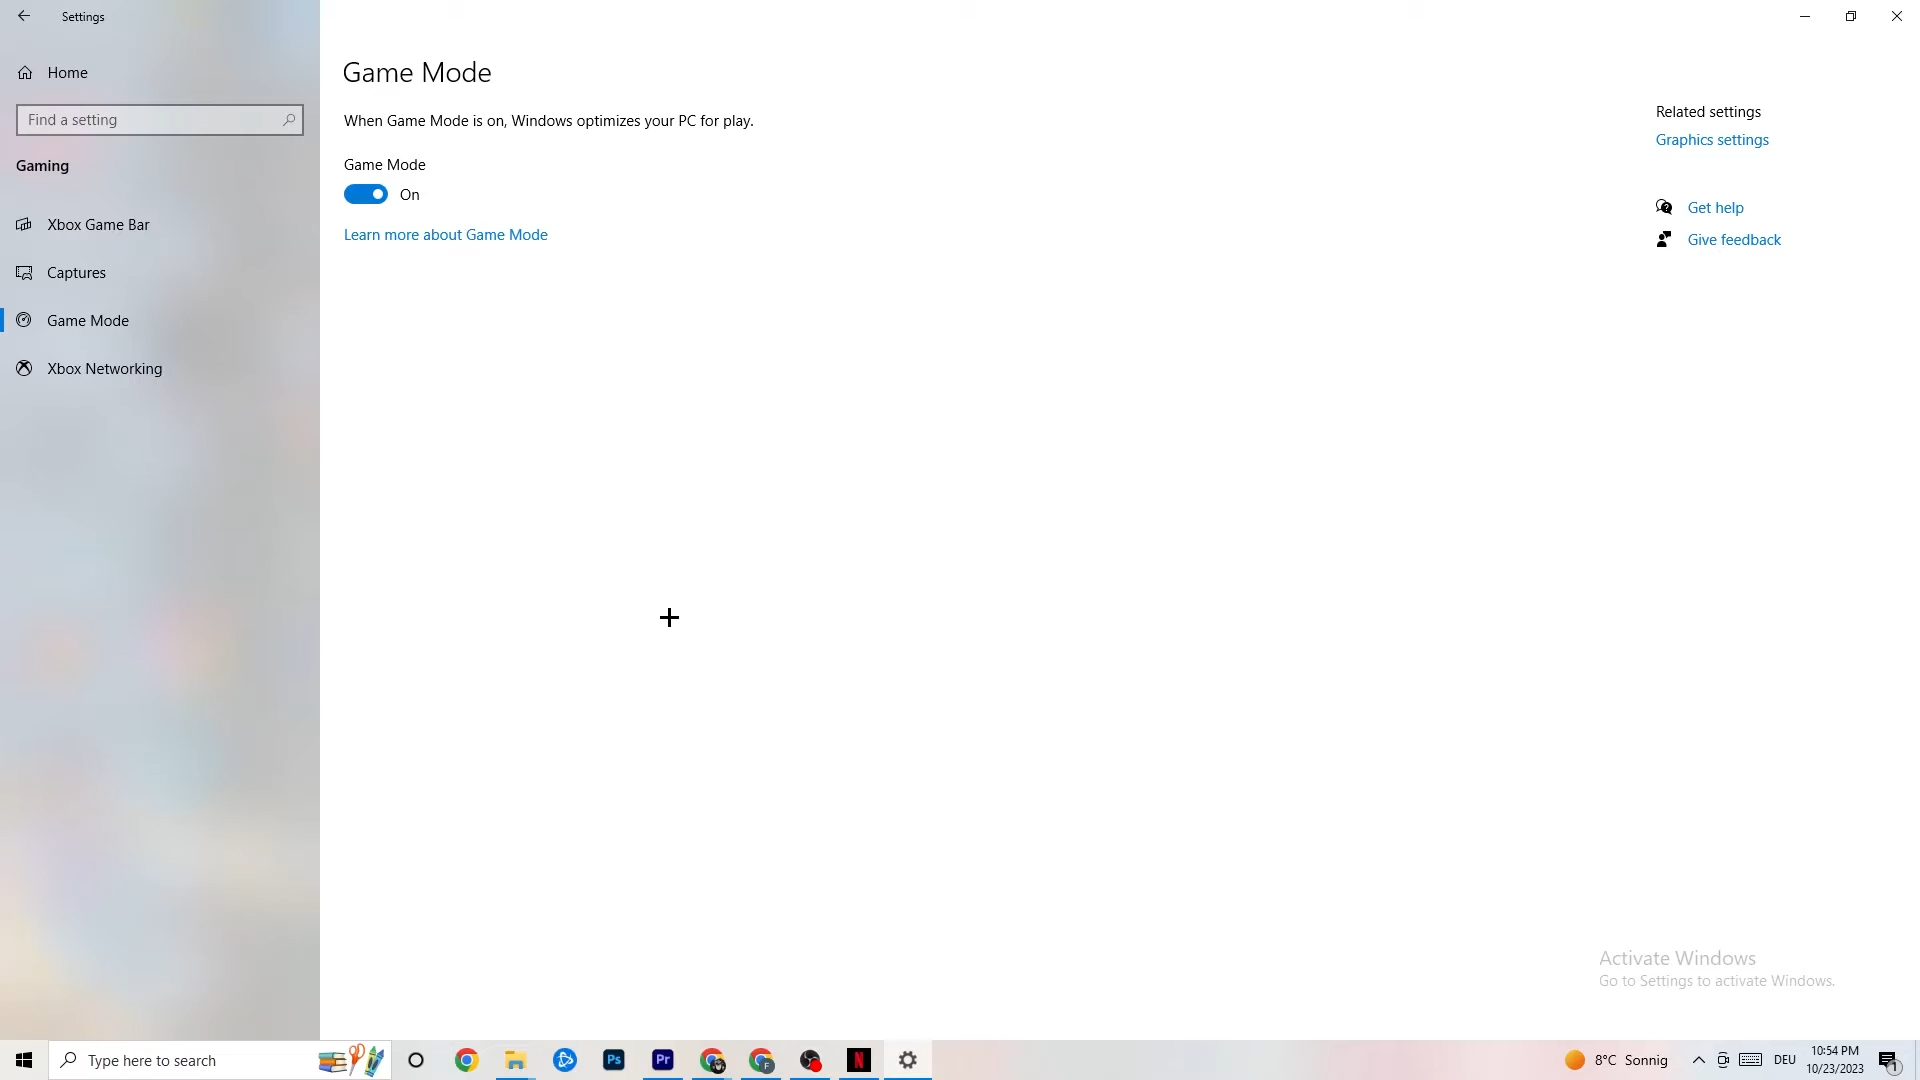 Settings
Home
Find a setting
Gaming
Xbox Game Bar
Captures
Game Mode
Xbox Networking
Game Mode
When Game Mode is on, Windows optimizes your PC for play.
Game Mode
On
Learn more about Game Mode
Related settings
Graphics settings
Get help
Give feedback
Activate Windows
Go to Settings to activate Windows.
Type here to search
Ps
Pr
F
N
8°C Sonnig
DEU
10:54 PM
10/23/2023
1